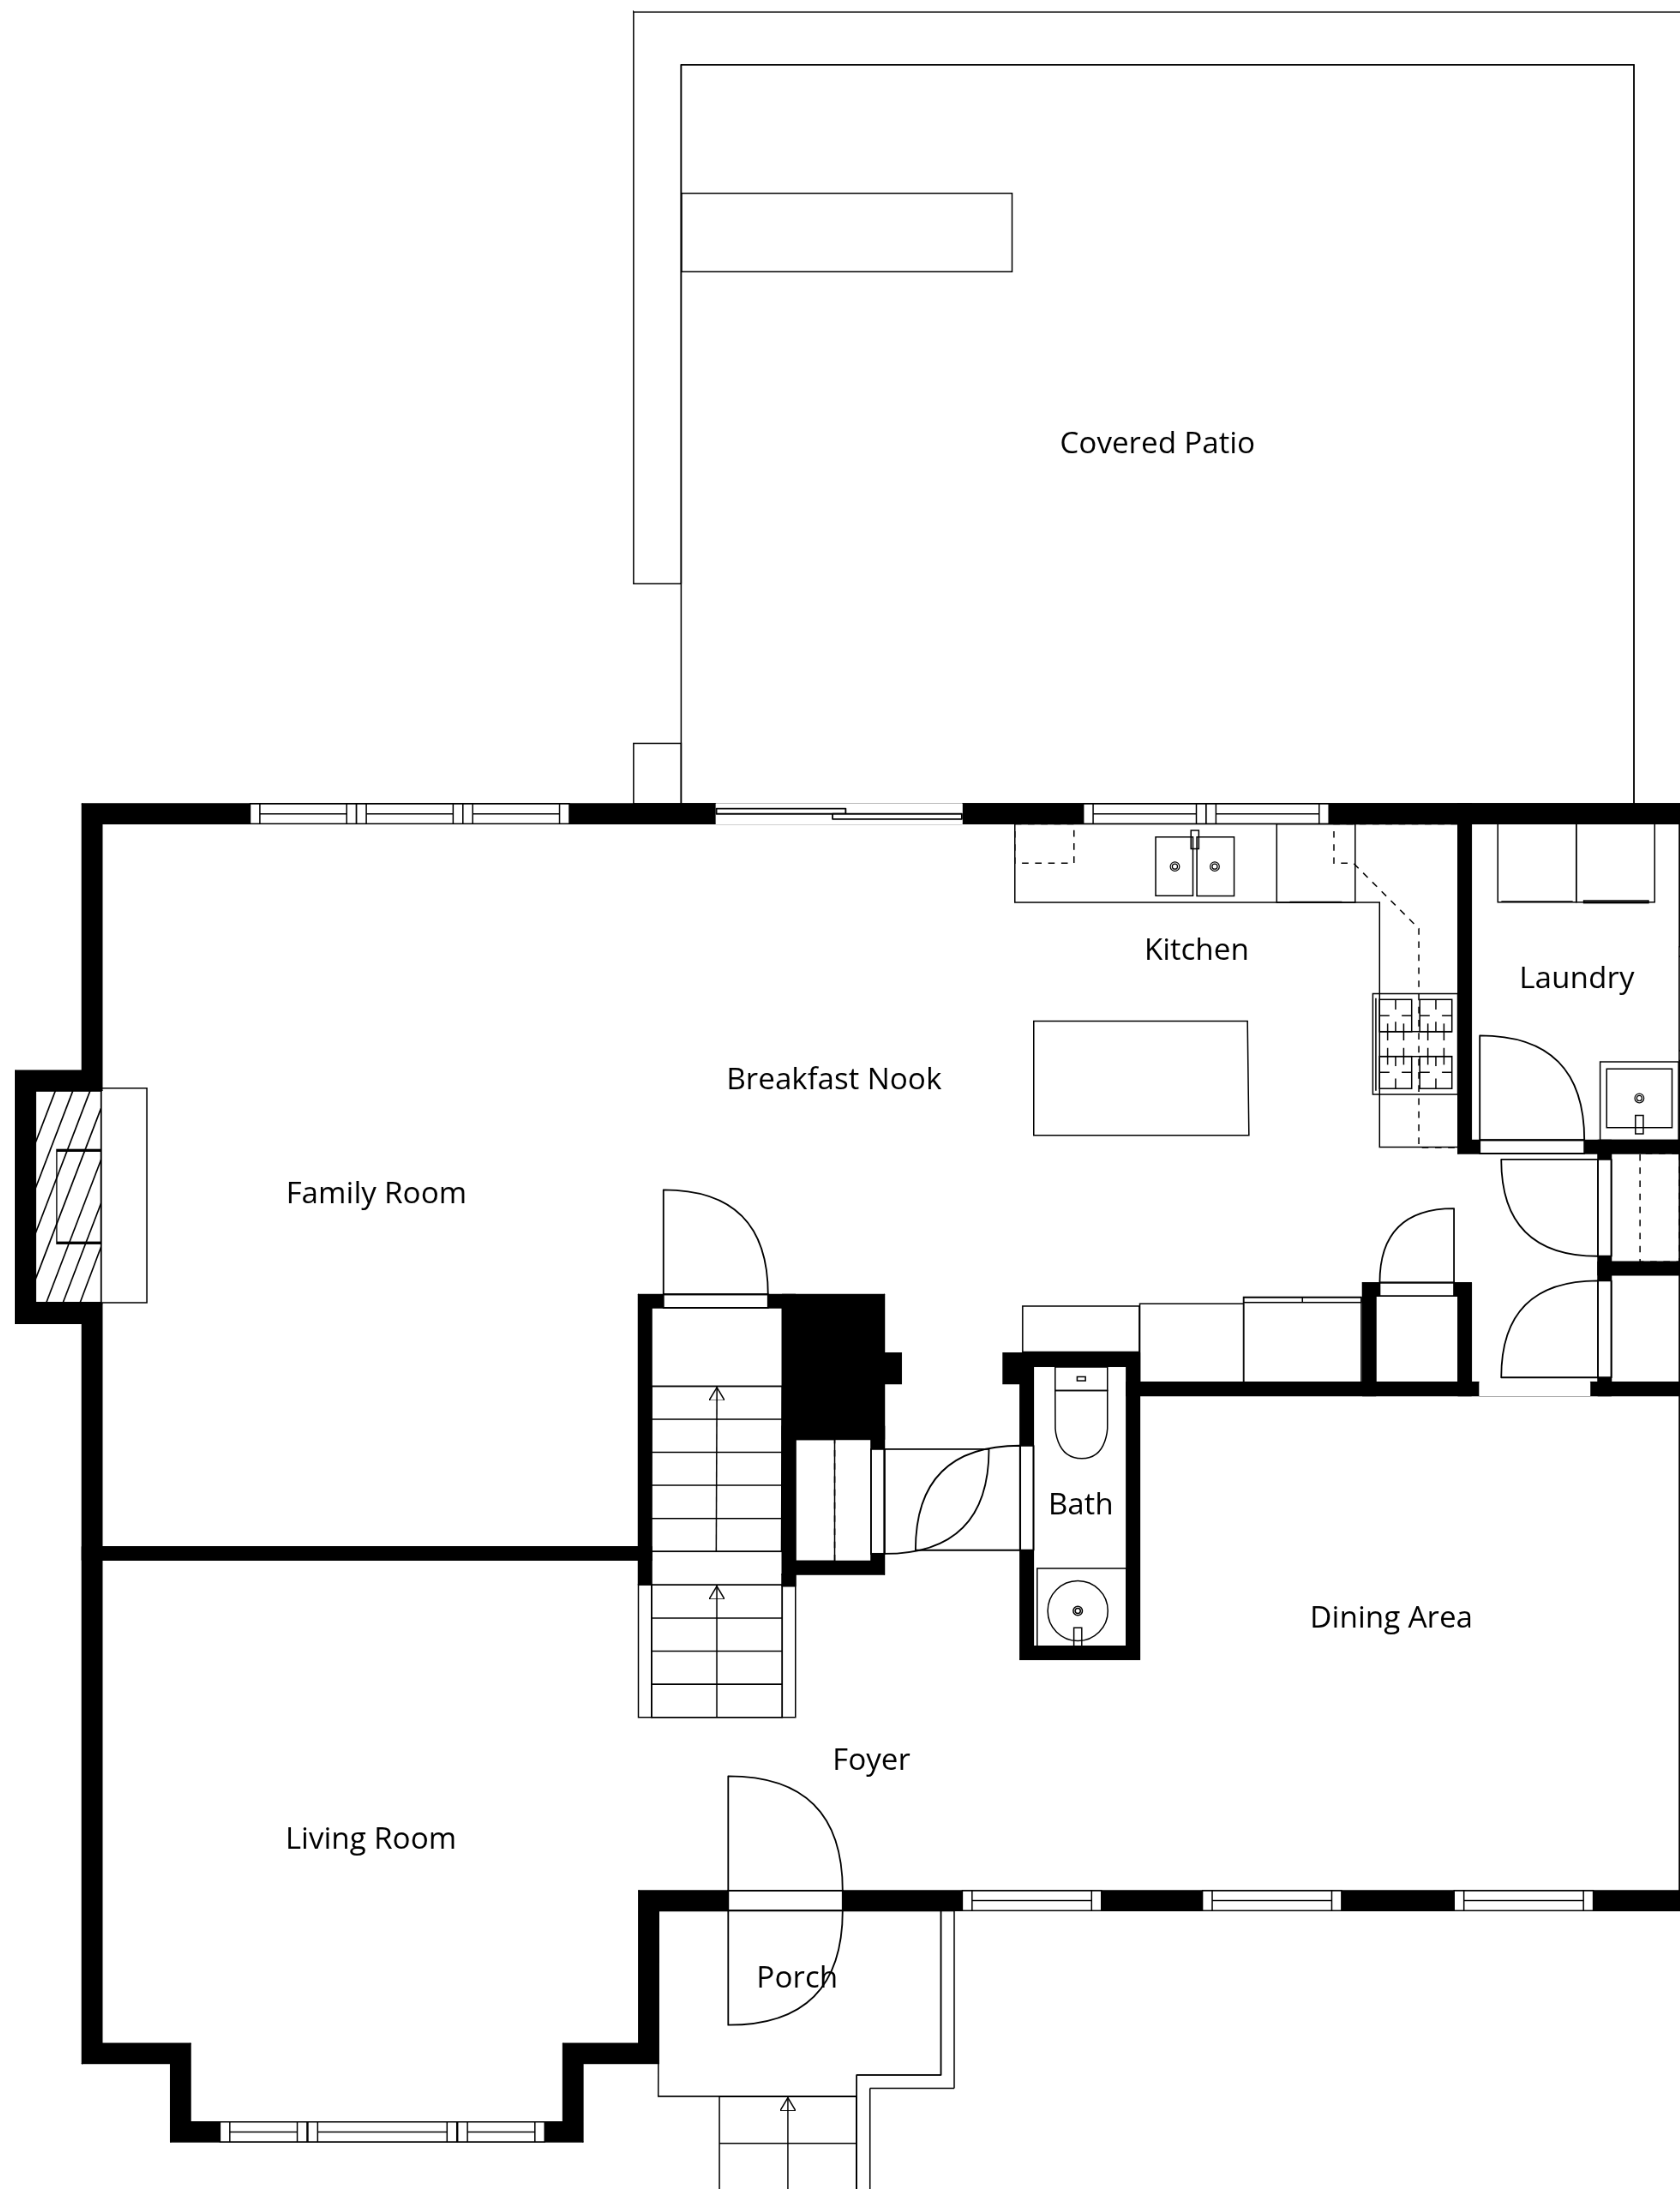 Covered Patio
Kitchen
Laundry
Breakfast Nook
Family Room
Bath
Dining Area
Foyer
Living Room
Porch